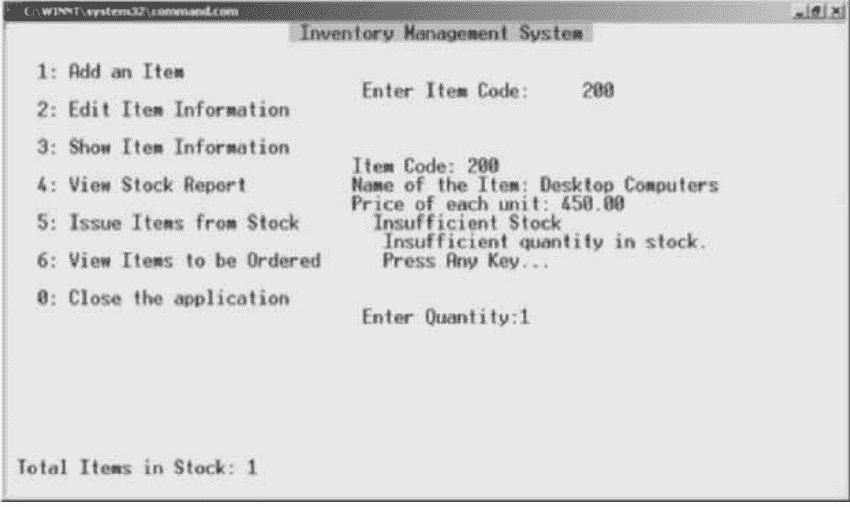 C:\WINNT\system32\command.com
Inventory Management System
1: Add an Item
Enter Item Code: 200
2: Edit Item Information
3: Show Item Information
Item Code: 200
4: View Stock Report
Name of the Item: Desktop Computers
Price of each unit: 450.00
5: Issue Items from Stock
Insufficient Stock
Insufficient quantity in stock.
6: View Items to be Ordered
Press Any Key...
0: Close the application
Enter Quantity:1
Total Items in Stock: 1